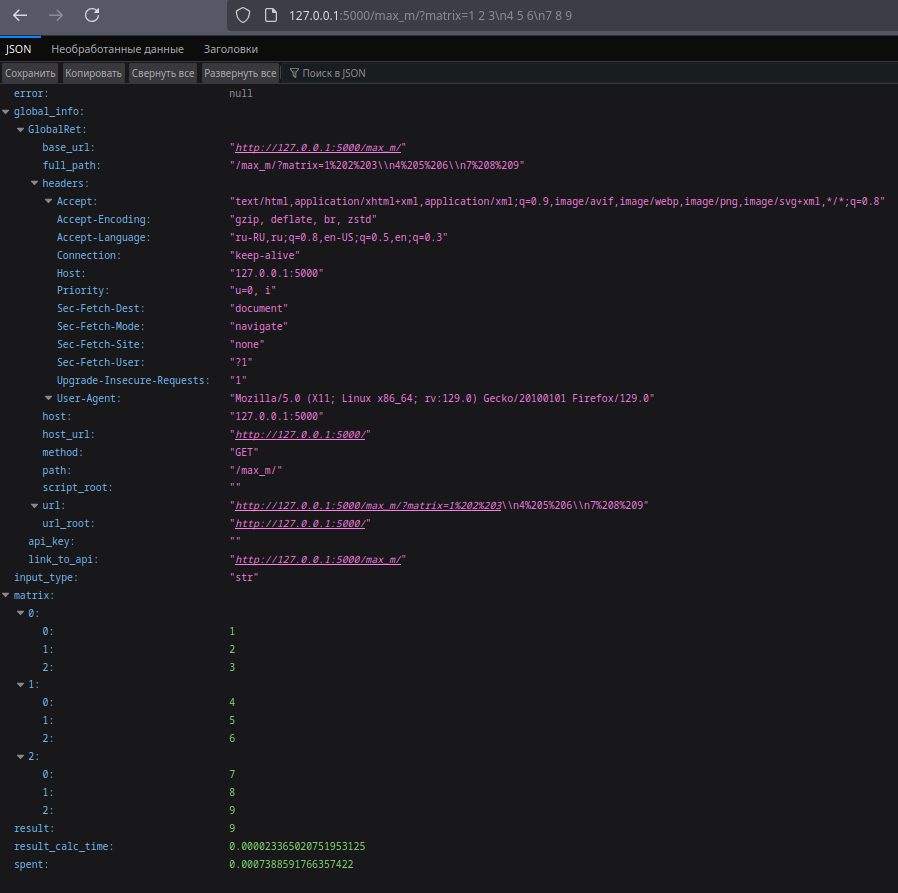 127.0.0.1:5000/max_m/?matrix=1 2 3\n4 5 6\n7 8 9
JSON Необработанные данные Заголовки
Сохранить Копировать Свернуть все Развернуть все Поиск в JSON
error: null
global_info:
GlobalRet:
base_url: "http://127.0.0.1:5000/max_m/"
full_path: "/max_m/?matrix=1%202%203\\n4%205%206\\n7%208%209"
headers:
Accept: "text/html,application/xhtml+xml,application/xml;q=0.9,image/avif,image/webp,image/png,image/svg+xml,*/*;q=0.8"
Accept-Encoding: "gzip, deflate, br, zstd"
Accept-Language: "ru-RU,ru;q=0.8,en-US;q=0.5,en;q=0.3"
Connection: "keep-alive"
Host: "127.0.0.1:5000"
Priority: "u=0, i"
Sec-Fetch-Dest: "document"
Sec-Fetch-Mode: "navigate"
Sec-Fetch-Site: "none"
Sec-Fetch-User: "?1"
Upgrade-Insecure-Requests: "1"
User-Agent: "Mozilla/5.0 (X11; Linux x86_64; rv:129.0) Gecko/20100101 Firefox/129.0"
host: "127.0.0.1:5000"
host_url: "http://127.0.0.1:5000/"
method: "GET"
path: "/max_m/"
script_root: ""
url: "http://127.0.0.1:5000/max_m/?matrix=1%202%203\\n4%205%206\\n7%208%209"
url_root: "http://127.0.0.1:5000/"
api_key: ""
link_to_api: "http://127.0.0.1:5000/max_m/"
input_type: "str"
matrix:
0:
0: 1
1: 2
2: 3
1:
0: 4
1: 5
2: 6
2:
0: 7
1: 8
2: 9
result: 9
result_calc_time: 0.000023365020751953125
spent: 0.0007388591766357422